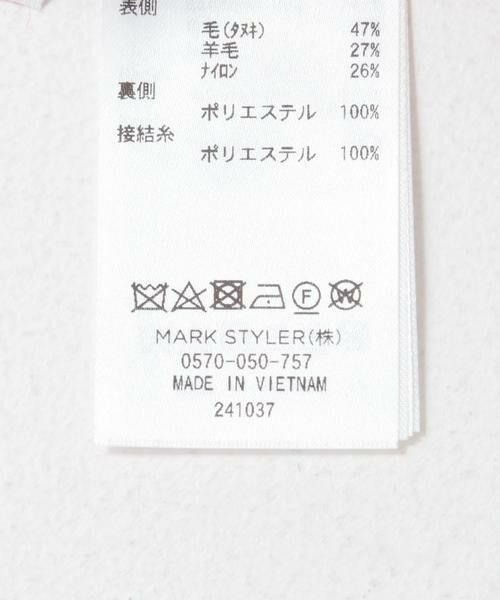 表側
毛(ﾀﾇｷ) 47%
羊毛 27%
ﾅｲﾛﾝ 26%
裏側
ポリエステル 100%
接結糸
ポリエステル 100%
F W
MARK STYLER(株)
0570-050-757
MADE IN VIETNAM
241037